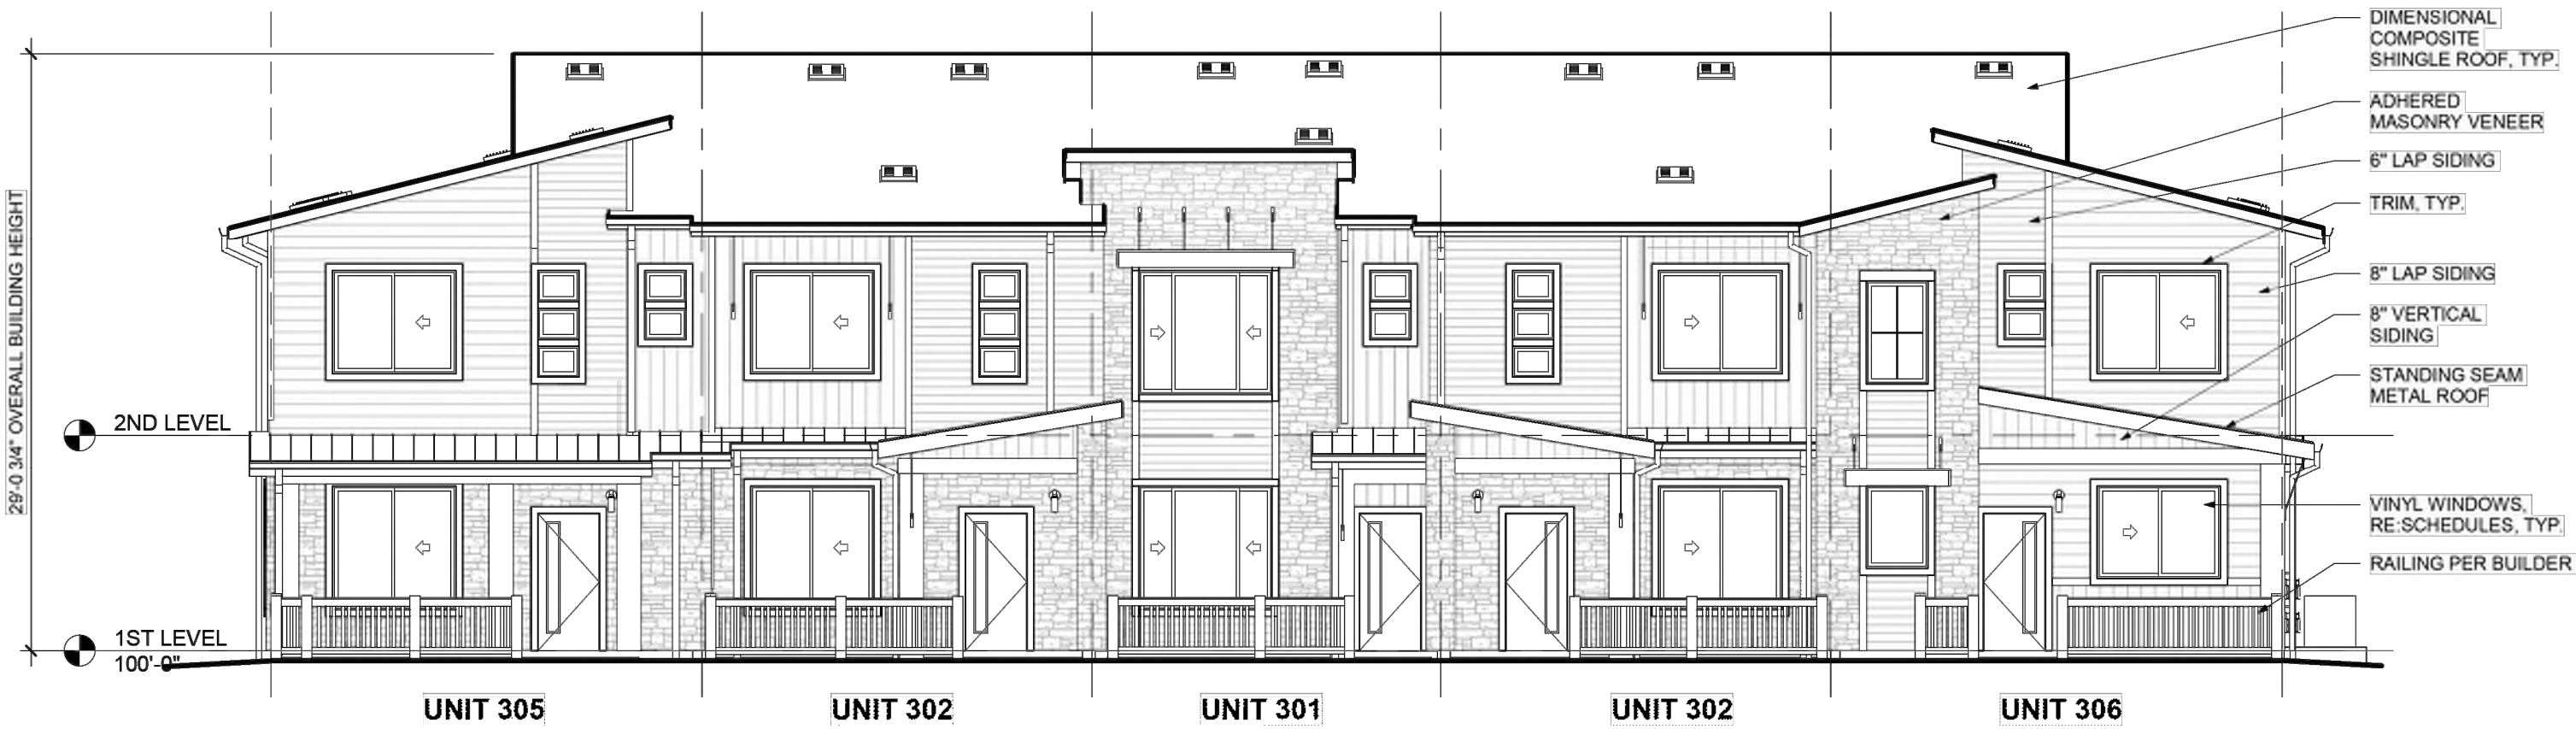 DIMENSIONAL
COMPOSITE
SHINGLE ROOF, TYP.
ADHERED
MASONRY VENEER
6" LAP SIDING
TRIM, TYP.
8" LAP SIDING
8" VERTICAL
SIDING
STANDING SEAM
METAL ROOF
VINYL WINDOWS,
RE:SCHEDULES, TYP.
RAILING PER BUILDER
29'-0 3/4" OVERALL BUILDING HEIGHT
2ND LEVEL
1ST LEVEL
100'-0"
UNIT 305
UNIT 302
UNIT 301
UNIT 302
UNIT 306